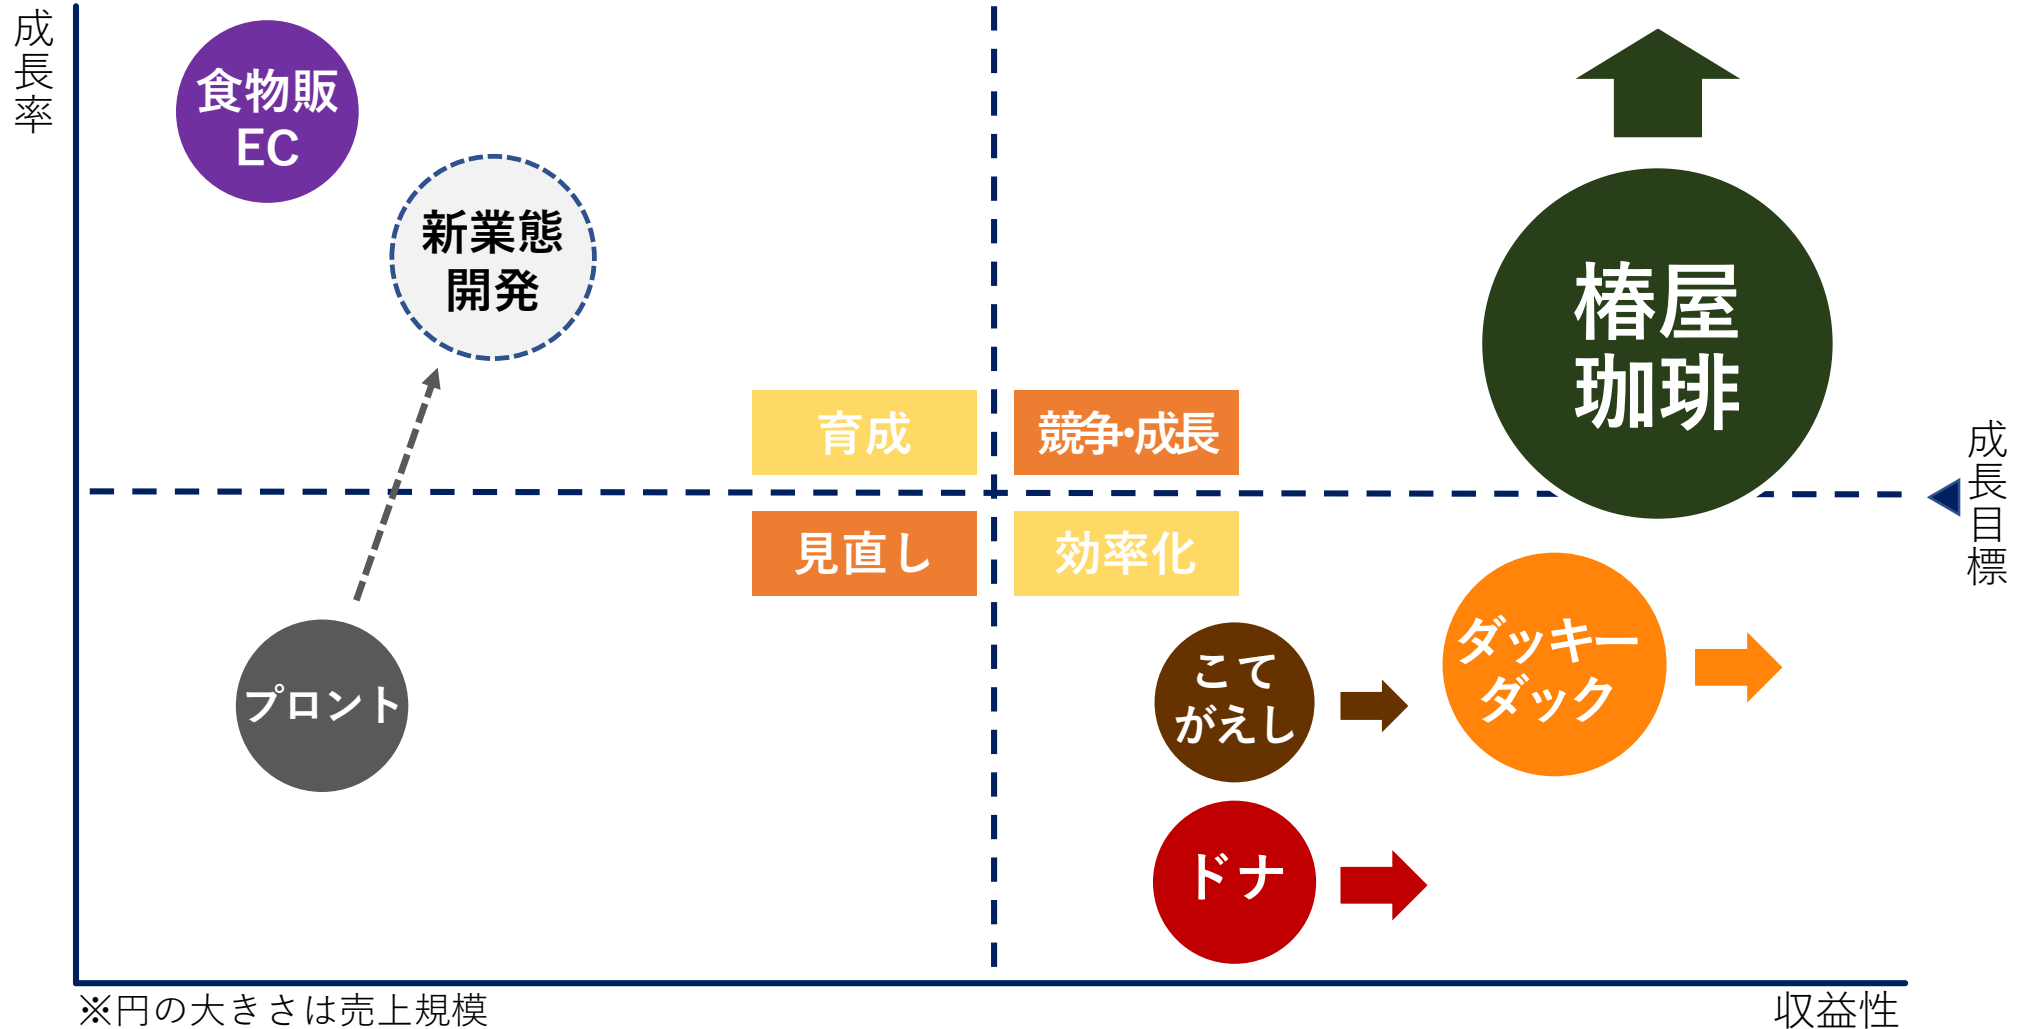 成長率
食物販
EC
新業態
開発
椿屋
珈琲
育成
競争・成長
成長目標
見直し
効率化
プロント
こて
がえし
ダッキー
ダック
ドナ
※円の大きさは売上規模
収益性